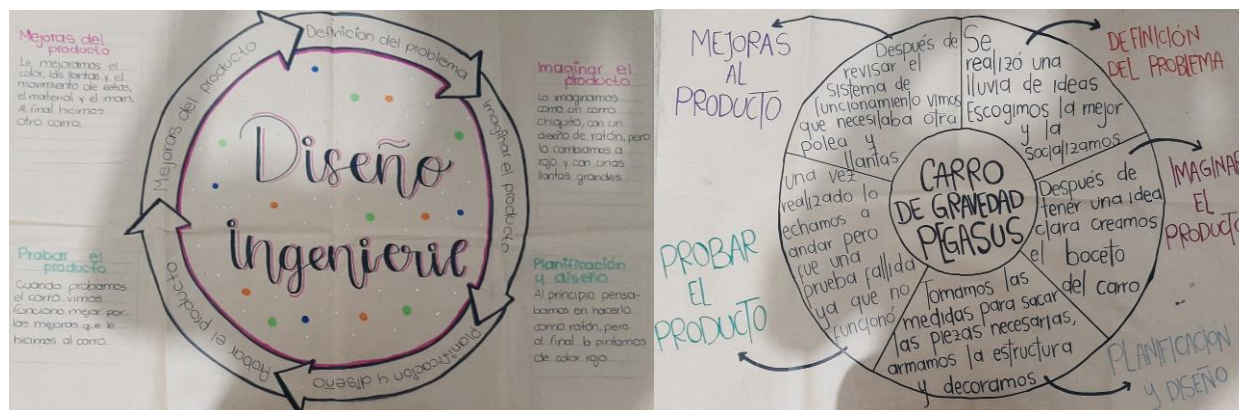 Mejoras del
producto
Le mejoramos el
color, las llantas y el
movimiento de estas,
el material y el iman.
Al final hicimos
otro carro.
Definición del problema
Imaginar el producto
Planificación y diseño
Probar el producto
Mejoras del producto
Diseño
ingenieril
Imaginar el
producto
Lo imaginamos
como un carro
chiquito, con un
diseño de ratón, pero
lo cambiamos a
rojo y con unas
llantas grandes.
Probar el
producto
Cuando probamos
el carro vimos
funciono mejor por
las mejoras que le
hicimos al carro.
Planificación
y diseño
Al principio pensa-
bamos en hacerlo
como ratón, pero
al final lo pintamos
de color rojo
MEJORAS
AL
PRODUCTO
Después de
revisar el
sistema de
funcionamiento vimos
que necesitaba otra
polea y
llantas
Se
realizó una
lluvia de ideas
Escogimos la mejor
y la
socializamos
DEFINICIÓN
DEL PROBLEMA
CARRO
DE GRAVEDAD
PEGASUS
Después de
tener una idea
clara creamos
el boceto
del carro
IMAGINAR
EL
PRODUCTO
una vez
realizado lo
echamos a
andar pero
fue una
prueba fallida
ya que no
funcionó
PROBAR
EL
PRODUCTO
Tomamos las
medidas para sacar
las piezas necesarias,
armamos la estructura
y decoramos
PLANIFICACIÓN
y DISEÑO